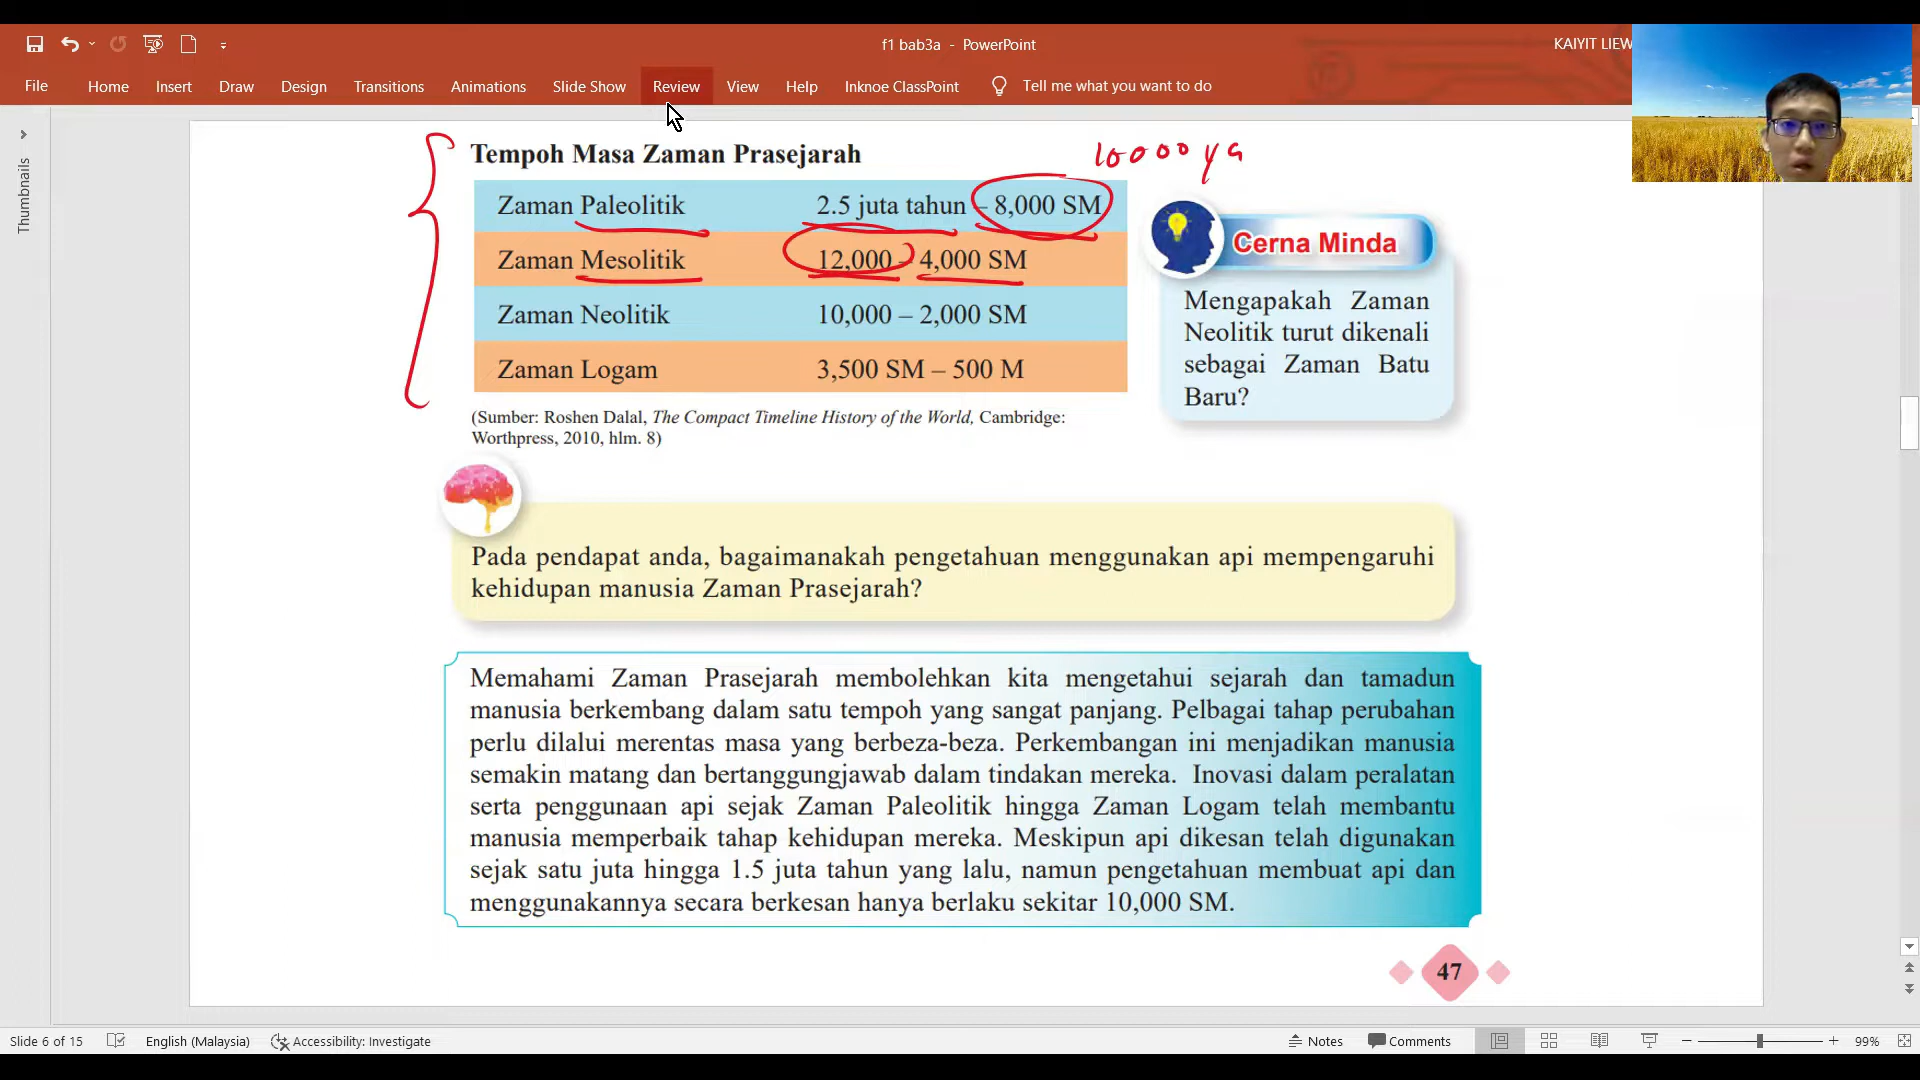 f1 bab3a - PowerPoint
KAIYIT LIEW
File Home Insert Draw Design Transitions Animations Slide Show Review View Help Inknoe ClassPoint Tell me what you want to do
Thumbnails
Tempoh Masa Zaman Prasejarah
10000 ya
Zaman Paleolitik 2.5 juta tahun – 8,000 SM
Zaman Mesolitik 12,000 – 4,000 SM
Zaman Neolitik 10,000 – 2,000 SM
Zaman Logam 3,500 SM – 500 M
(Sumber: Roshen Dalal, The Compact Timeline History of the World, Cambridge:
Worthpress, 2010, hlm. 8)
Cerna Minda
Mengapakah Zaman
Neolitik turut dikenali
sebagai Zaman Batu
Baru?
Pada pendapat anda, bagaimanakah pengetahuan menggunakan api mempengaruhi
kehidupan manusia Zaman Prasejarah?
Memahami Zaman Prasejarah membolehkan kita mengetahui sejarah dan tamadun
manusia berkembang dalam satu tempoh yang sangat panjang. Pelbagai tahap perubahan
perlu dilalui merentas masa yang berbeza-beza. Perkembangan ini menjadikan manusia
semakin matang dan bertanggungjawab dalam tindakan mereka. Inovasi dalam peralatan
serta penggunaan api sejak Zaman Paleolitik hingga Zaman Logam telah membantu
manusia memperbaik tahap kehidupan mereka. Meskipun api dikesan telah digunakan
sejak satu juta hingga 1.5 juta tahun yang lalu, namun pengetahuan membuat api dan
menggunakannya secara berkesan hanya berlaku sekitar 10,000 SM.
47
Slide 6 of 15 English (Malaysia) Accessibility: Investigate Notes Comments 99%